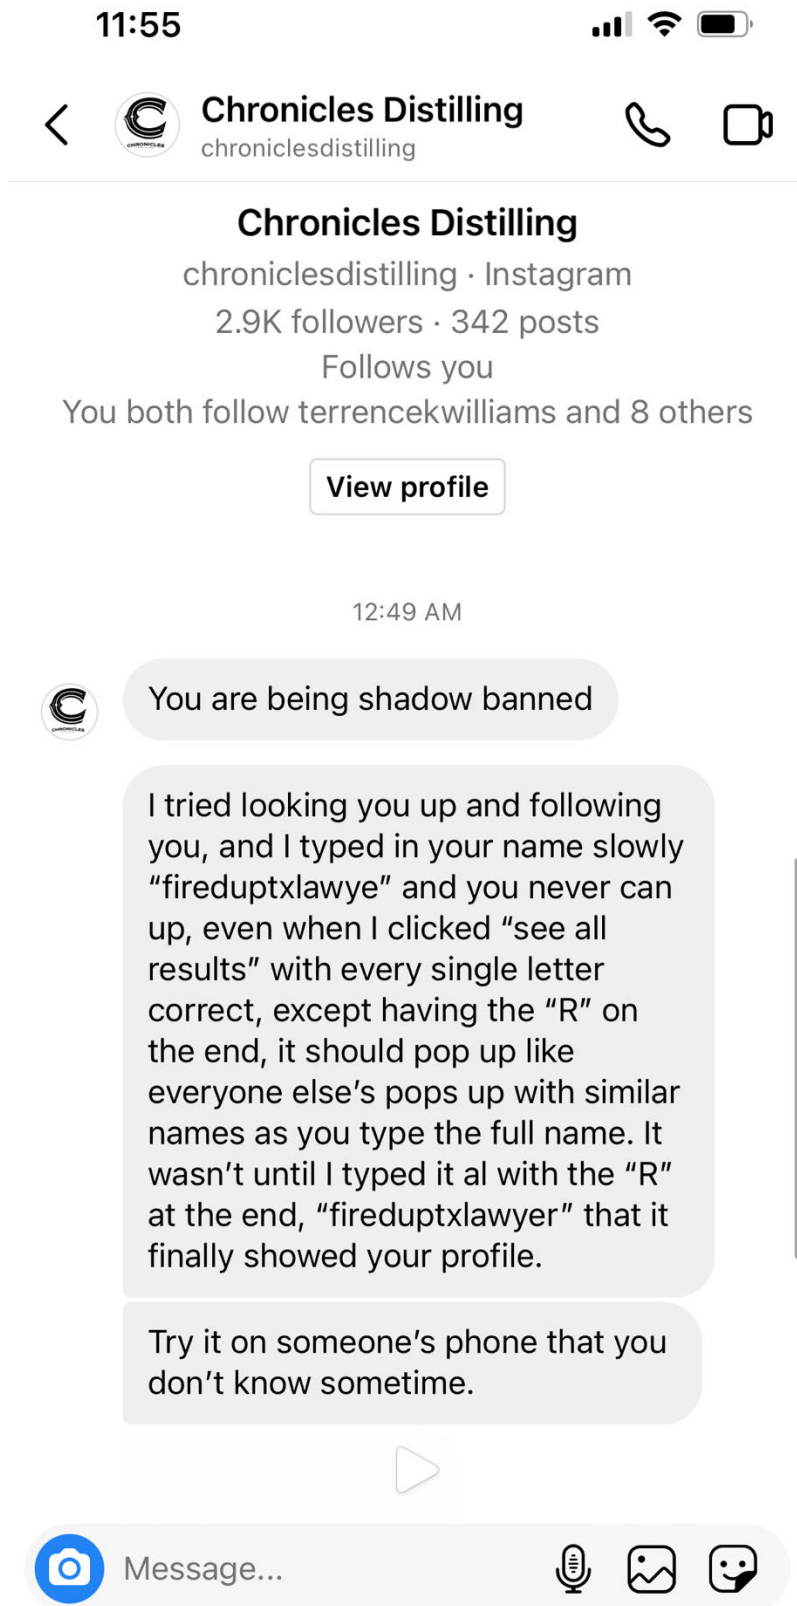 11:55
Chronicles Distilling
chroniclesdistilling
CHRONICLES
Chronicles Distilling
chroniclesdistilling · Instagram
2.9K followers · 342 posts
Follows you
You both follow terrencekwilliams and 8 others
View profile
12:49 AM
You are being shadow banned
CHRONICLES
I tried looking you up and following
you, and I typed in your name slowly
“fireduptxlawye” and you never can
up, even when I clicked “see all
results” with every single letter
correct, except having the “R” on
the end, it should pop up like
everyone else’s pops up with similar
names as you type the full name. It
wasn’t until I typed it al with the “R”
at the end, “fireduptxlawyer” that it
finally showed your profile.
Try it on someone’s phone that you
don’t know sometime.
Message...